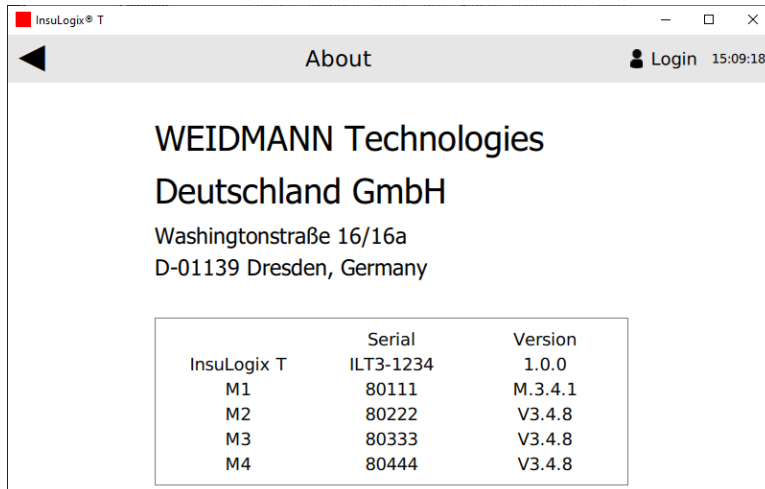 InsuLogix® T
About
Login 15:09:18
WEIDMANN Technologies
Deutschland GmbH
Washingtonstraße 16/16a
D-01139 Dresden, Germany
Serial Version
InsuLogix T ILT3-1234 1.0.0
M1 80111 M.3.4.1
M2 80222 V3.4.8
M3 80333 V3.4.8
M4 80444 V3.4.8